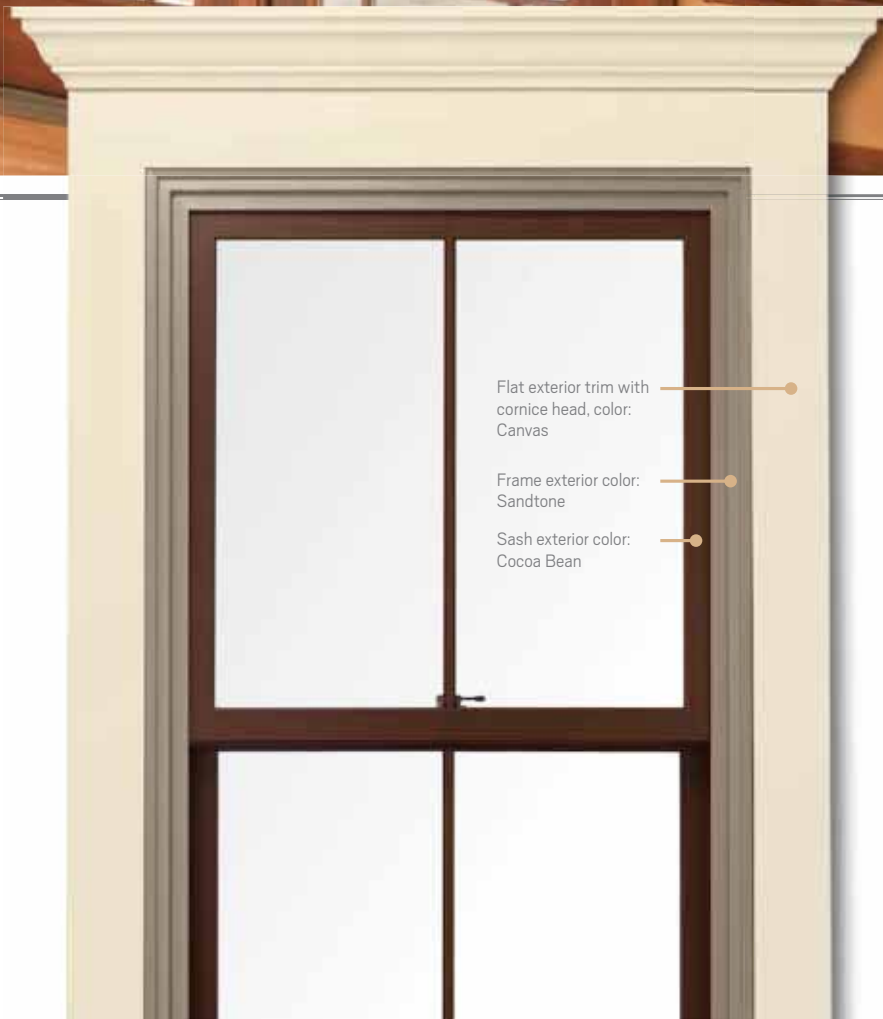 Flat exterior trim with
cornice head, color:
Canvas
Frame exterior color:
Sandtone
Sash exterior color:
Cocoa Bean